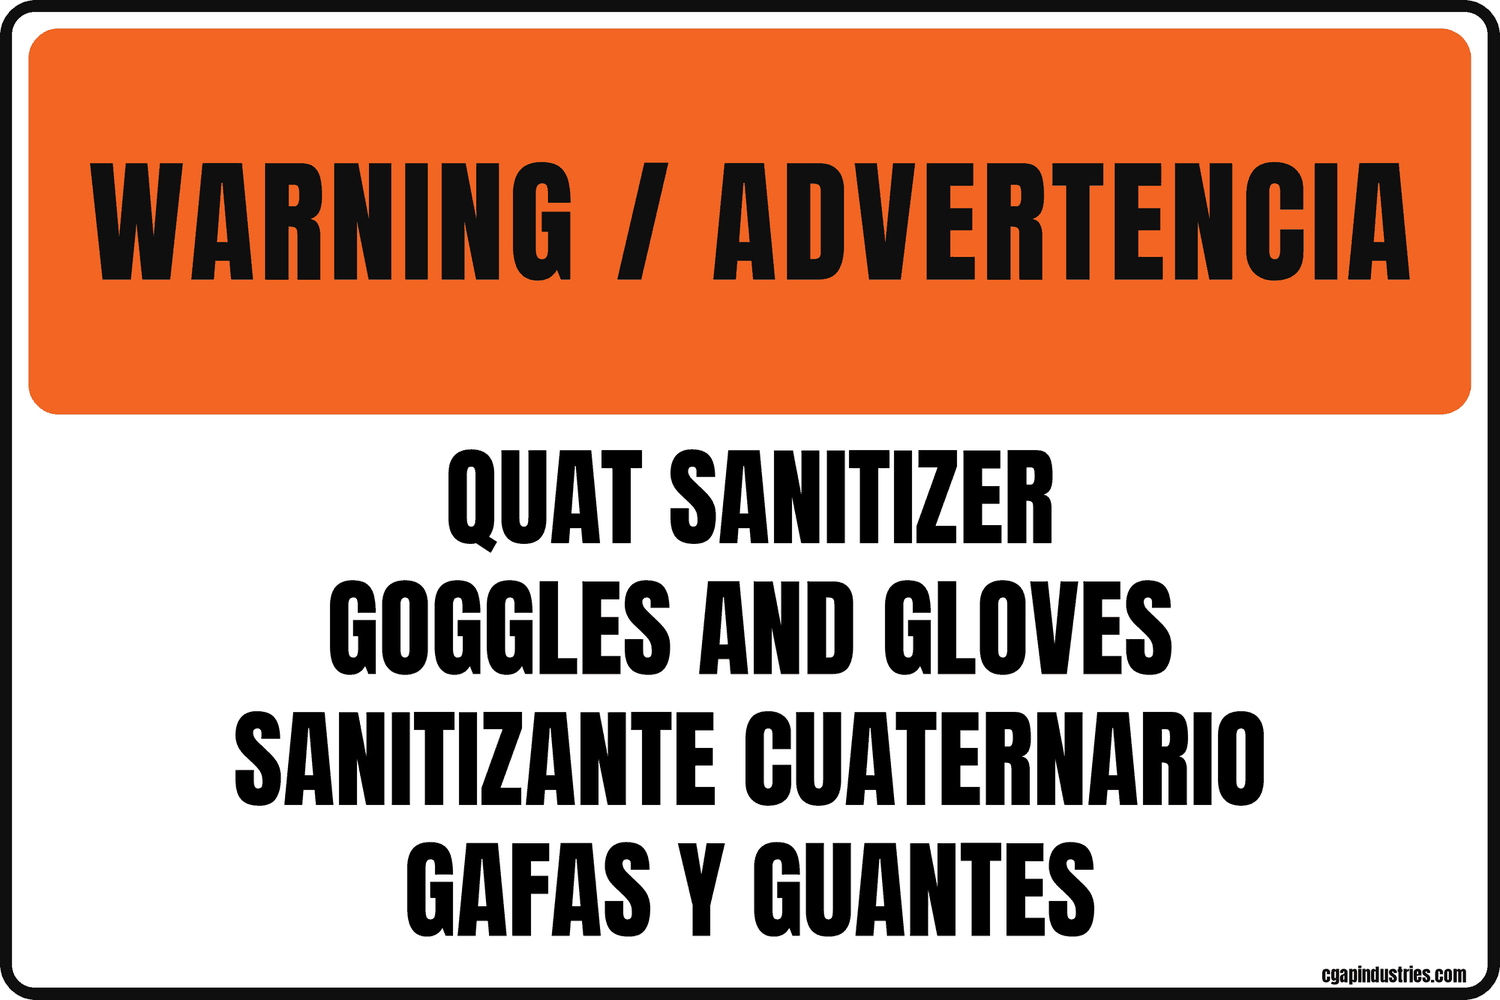 WARNING / ADVERTENCIA
QUAT SANITIZER
GOGGLES AND GLOVES
SANITIZANTE CUATERNARIO
GAFAS Y GUANTES
cgapindustries.com